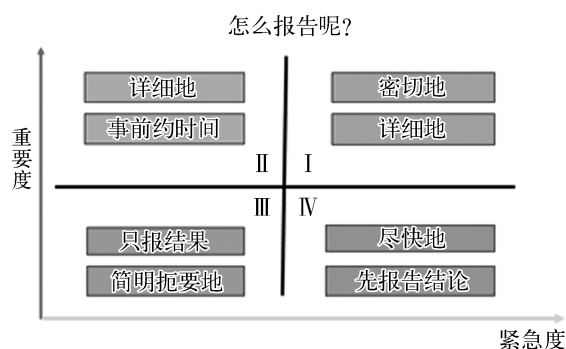 怎么报告呢?
重要度
详细地
事前约时间
密切地
详细地
Ⅱ Ⅰ
Ⅲ Ⅳ
只报结果
简明扼要地
尽快地
先报告结论
紧急度